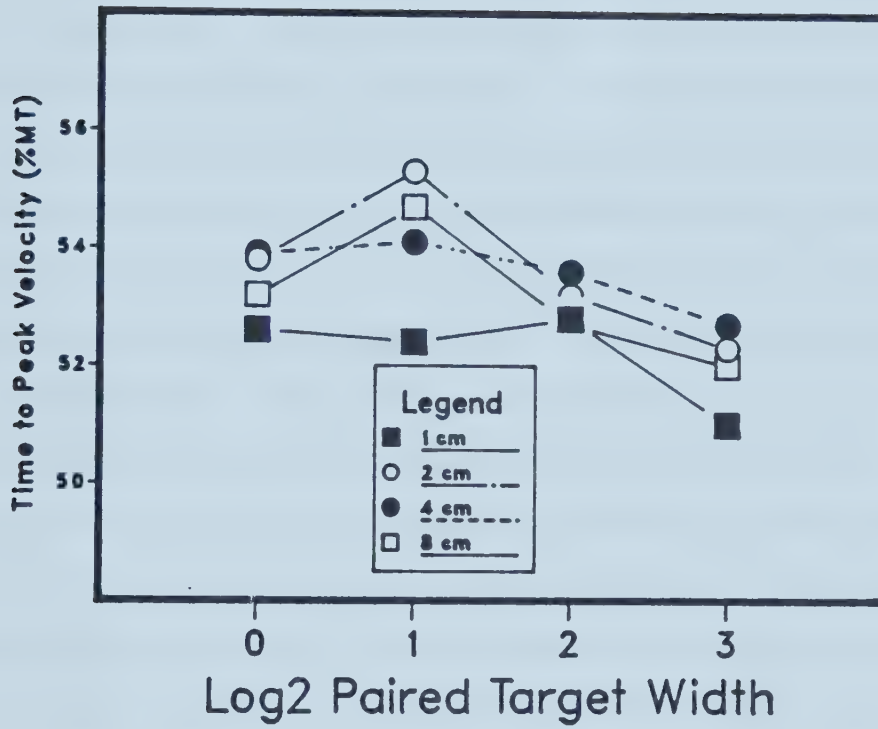 Time to Peak Velocity (%MT)
56
54
52
50
Legend
1 cm
2 cm
4 cm
8 cm
0 1 2 3
Log2 Paired Target Width